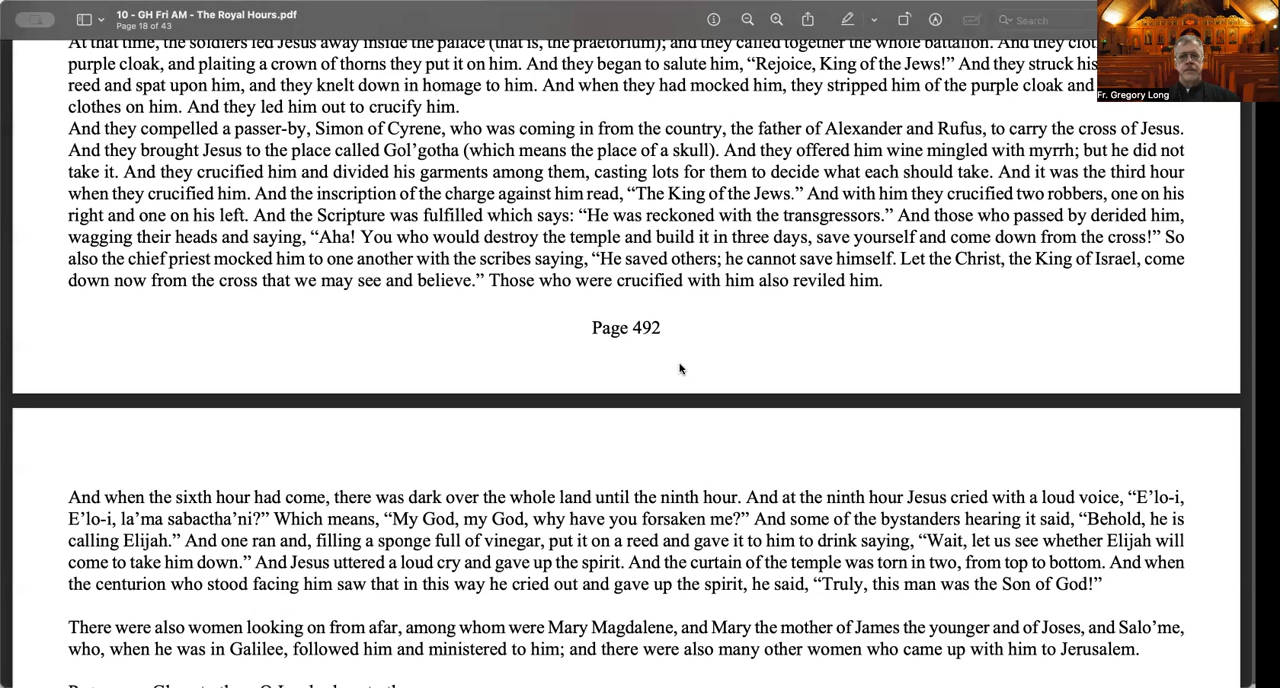 10 - GH Fri AM - The Royal Hours.pdf
Page 18 of 43
Search
Fr. Gregory Long
At that time, the soldiers led Jesus away inside the palace (that is, the praetorium); and they called together the whole battalion. And they
purple cloak, and plaiting a crown of thorns they put it on him. And they began to salute him, “Rejoice, King of the Jews!” And they struck his
reed and spat upon him, and they knelt down in homage to him. And when they had mocked him, they stripped him of the purple cloak and
clothes on him. And they led him out to crucify him.
And they compelled a passer-by, Simon of Cyrene, who was coming in from the country, the father of Alexander and Rufus, to carry the cross of Jesus.
And they brought Jesus to the place called Gol’gotha (which means the place of a skull). And they offered him wine mingled with myrrh; but he did not
take it. And they crucified him and divided his garments among them, casting lots for them to decide what each should take. And it was the third hour
when they crucified him. And the inscription of the charge against him read, “The King of the Jews.” And with him they crucified two robbers, one on his
right and one on his left. And the Scripture was fulfilled which says: “He was reckoned with the transgressors.” And those who passed by derided him,
wagging their heads and saying, “Aha! You who would destroy the temple and build it in three days, save yourself and come down from the cross!” So
also the chief priest mocked him to one another with the scribes saying, “He saved others; he cannot save himself. Let the Christ, the King of Israel, come
down now from the cross that we may see and believe.” Those who were crucified with him also reviled him.
Page 492
And when the sixth hour had come, there was dark over the whole land until the ninth hour. And at the ninth hour Jesus cried with a loud voice, “E’lo-i,
E’lo-i, la’ma sabactha’ni?” Which means, “My God, my God, why have you forsaken me?” And some of the bystanders hearing it said, “Behold, he is
calling Elijah.” And one ran and, filling a sponge full of vinegar, put it on a reed and gave it to him to drink saying, “Wait, let us see whether Elijah will
come to take him down.” And Jesus uttered a loud cry and gave up the spirit. And the curtain of the temple was torn in two, from top to bottom. And when
the centurion who stood facing him saw that in this way he cried out and gave up the spirit, he said, “Truly, this man was the Son of God!”
There were also women looking on from afar, among whom were Mary Magdalene, and Mary the mother of James the younger and of Joses, and Salo’me,
who, when he was in Galilee, followed him and ministered to him; and there were also many other women who came up with him to Jerusalem.